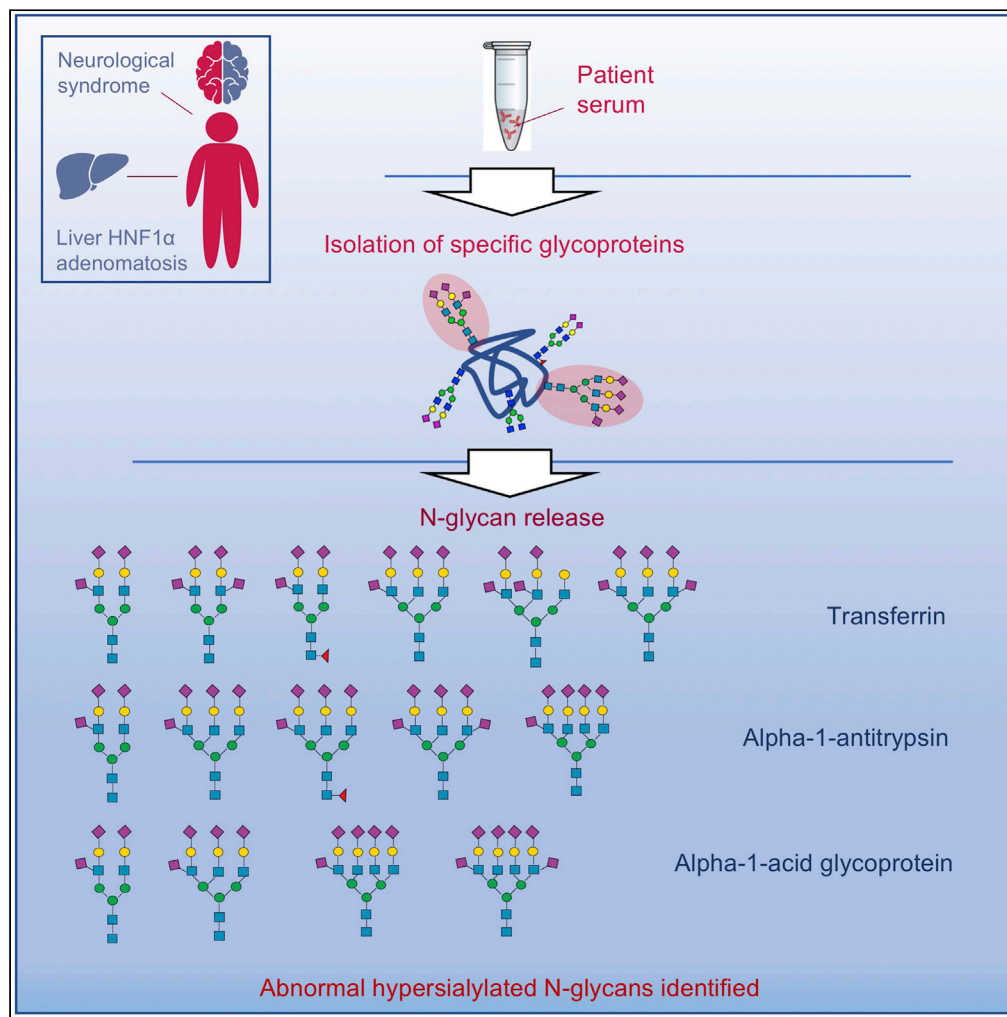 Neurological
syndrome
Liver HNF1α
adenomatosis
Patient
serum
Isolation of specific glycoproteins
N-glycan release
Transferrin
Alpha-1-antitrypsin
Alpha-1-acid glycoprotein
Abnormal hypersialylated N-glycans identified